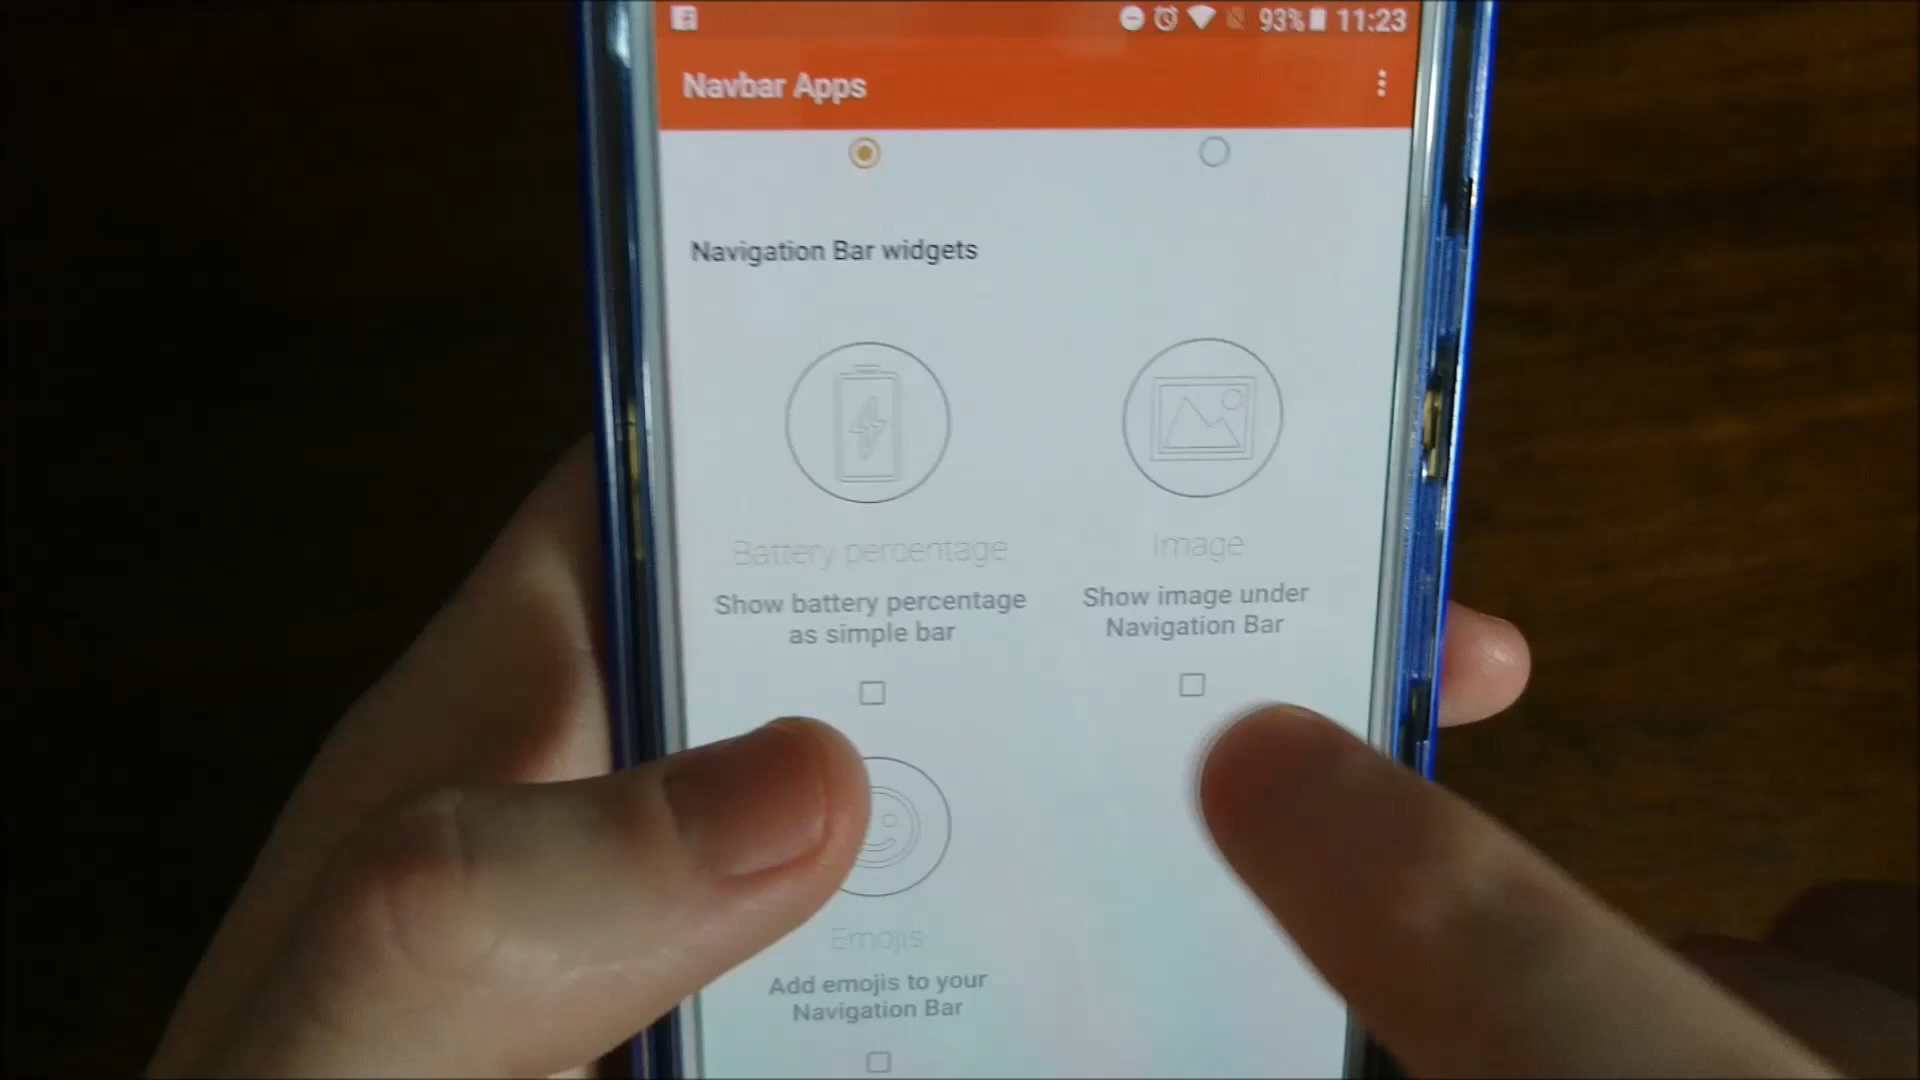 93% 11:23
Navbar Apps
Navigation Bar widgets
Battery percentage
Image
Show battery percentage
as simple bar
Show image under
Navigation Bar
Emojis
Add emojis to your
Navigation Bar